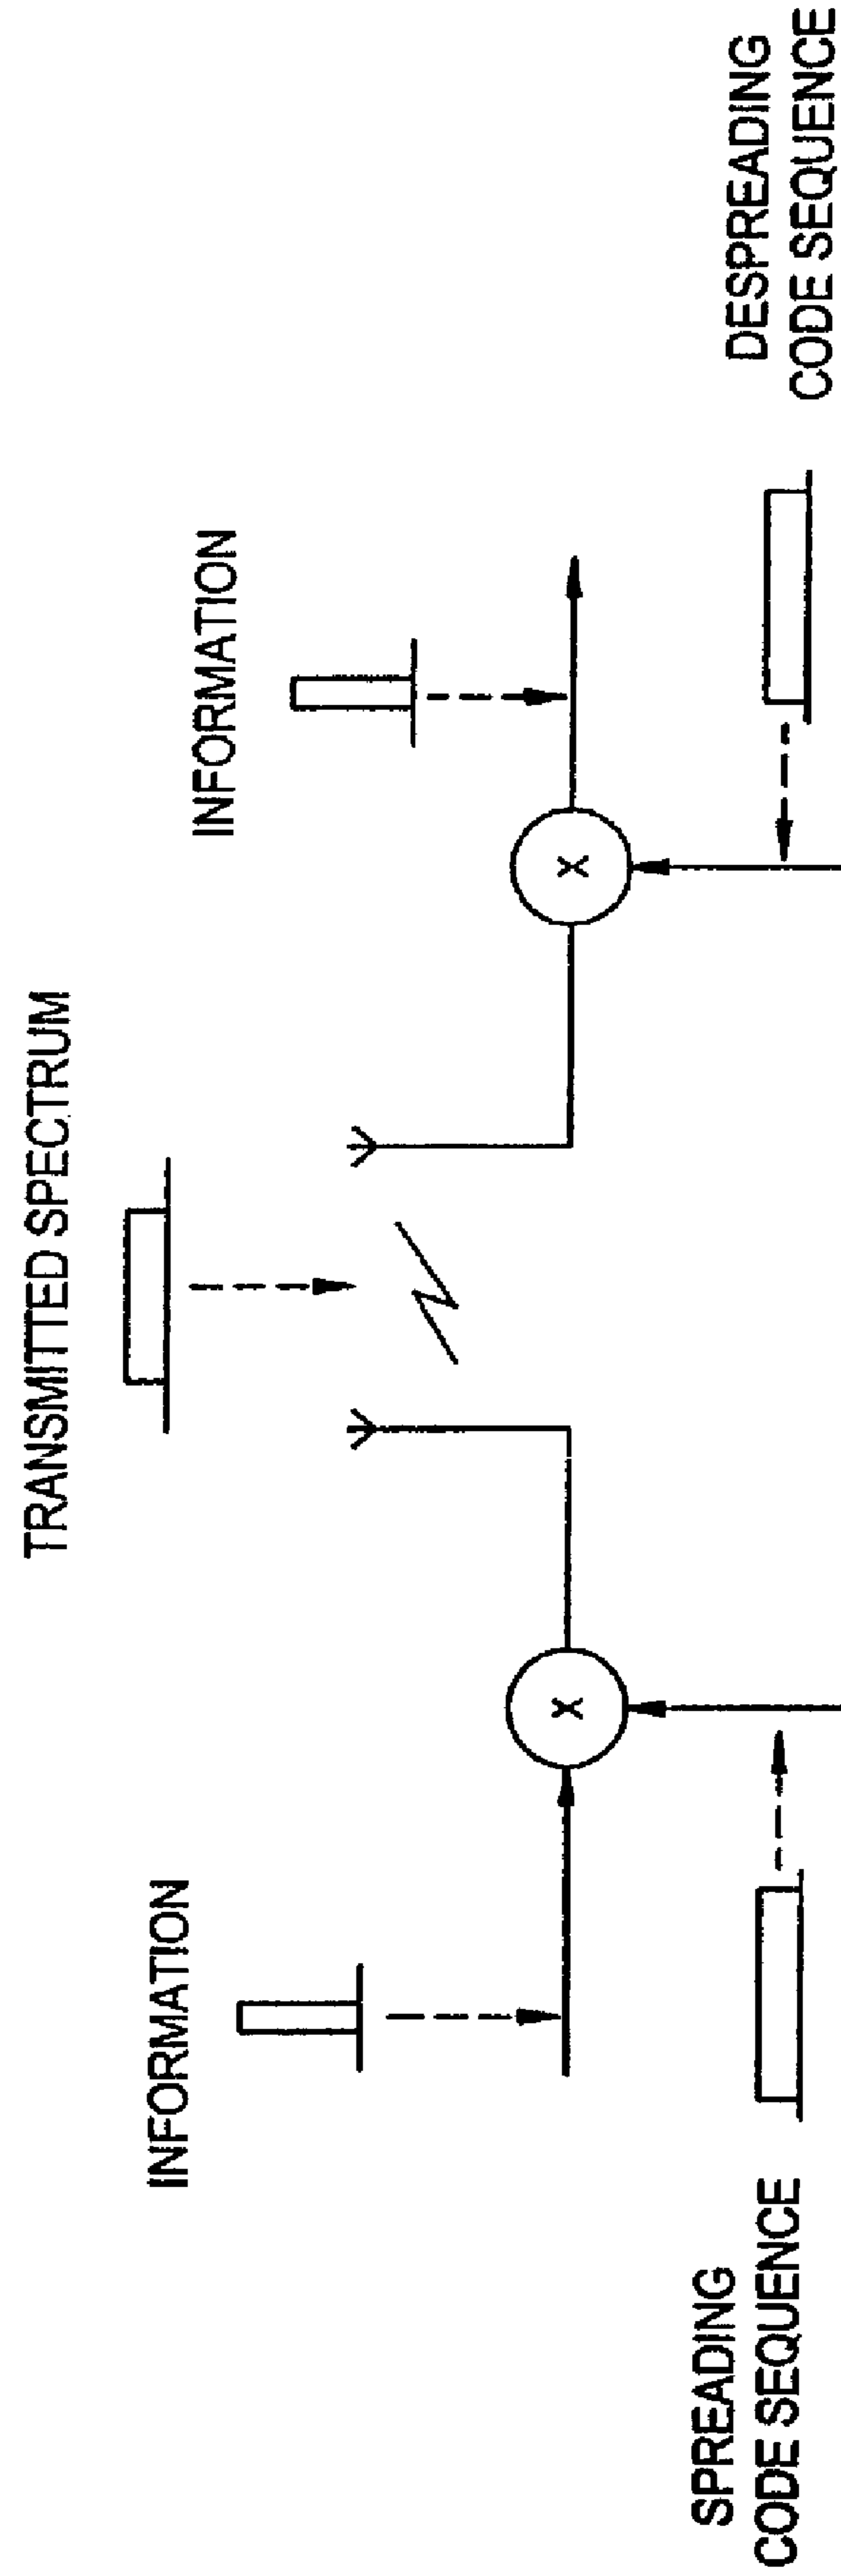 TRANSMITTED SPECTRUM
INFORMATION
INFORMATION
SPREADING
CODE SEQUENCE
X
X
DESPREADING
CODE SEQUENCE